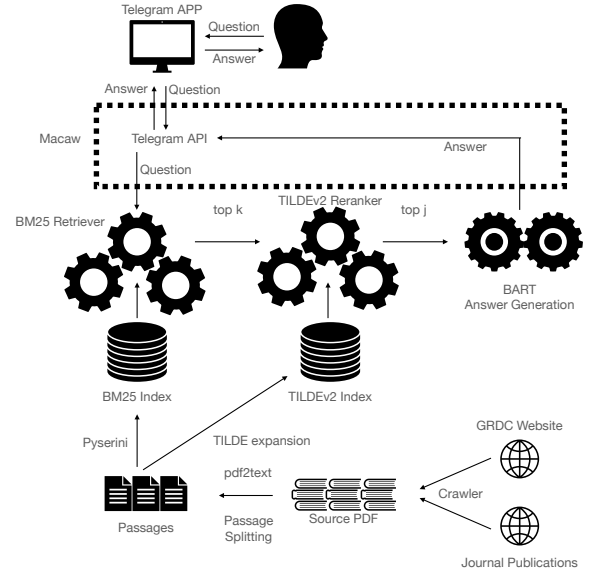 Telegram APP
Question
Answer
Answer
Question
Macaw
Telegram API
Answer
Question
BM25 Retriever
top k
TILDEv2 Reranker
top j
BART
Answer Generation
BM25 Index
TILDEv2 Index
Pyserini
TILDE expansion
GRDC Website
pdf2text
Crawler
Passages
Passage
Splitting
Source PDF
Journal Publications